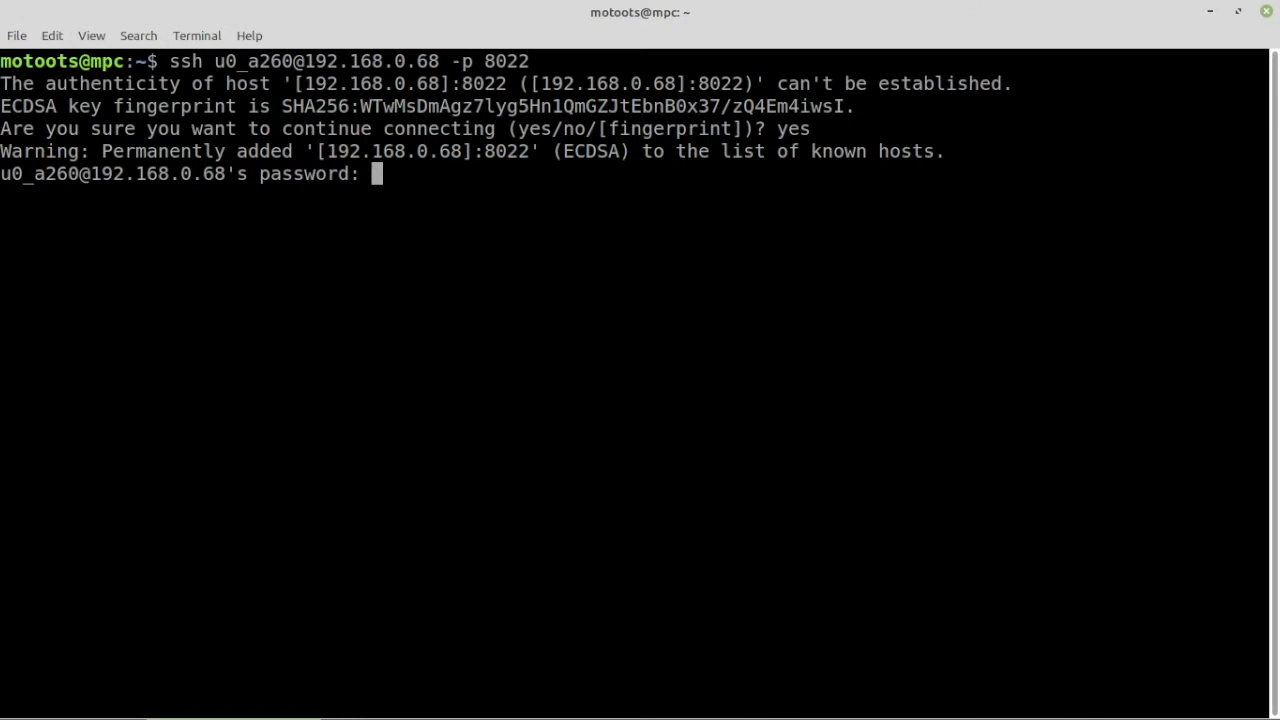 motoots@mpc: ~
File Edit View Search Terminal Help
motoots@mpc:~$ ssh u0_a260@192.168.0.68 -p 8022
The authenticity of host '[192.168.0.68]:8022 ([192.168.0.68]:8022)' can't be established.
ECDSA key fingerprint is SHA256:WTwMsDmAgz7lyg5Hn1QmGZJtEbnB0x37/zQ4Em4iwsI.
Are you sure you want to continue connecting (yes/no/[fingerprint])? yes
Warning: Permanently added '[192.168.0.68]:8022' (ECDSA) to the list of known hosts.
u0_a260@192.168.0.68's password: